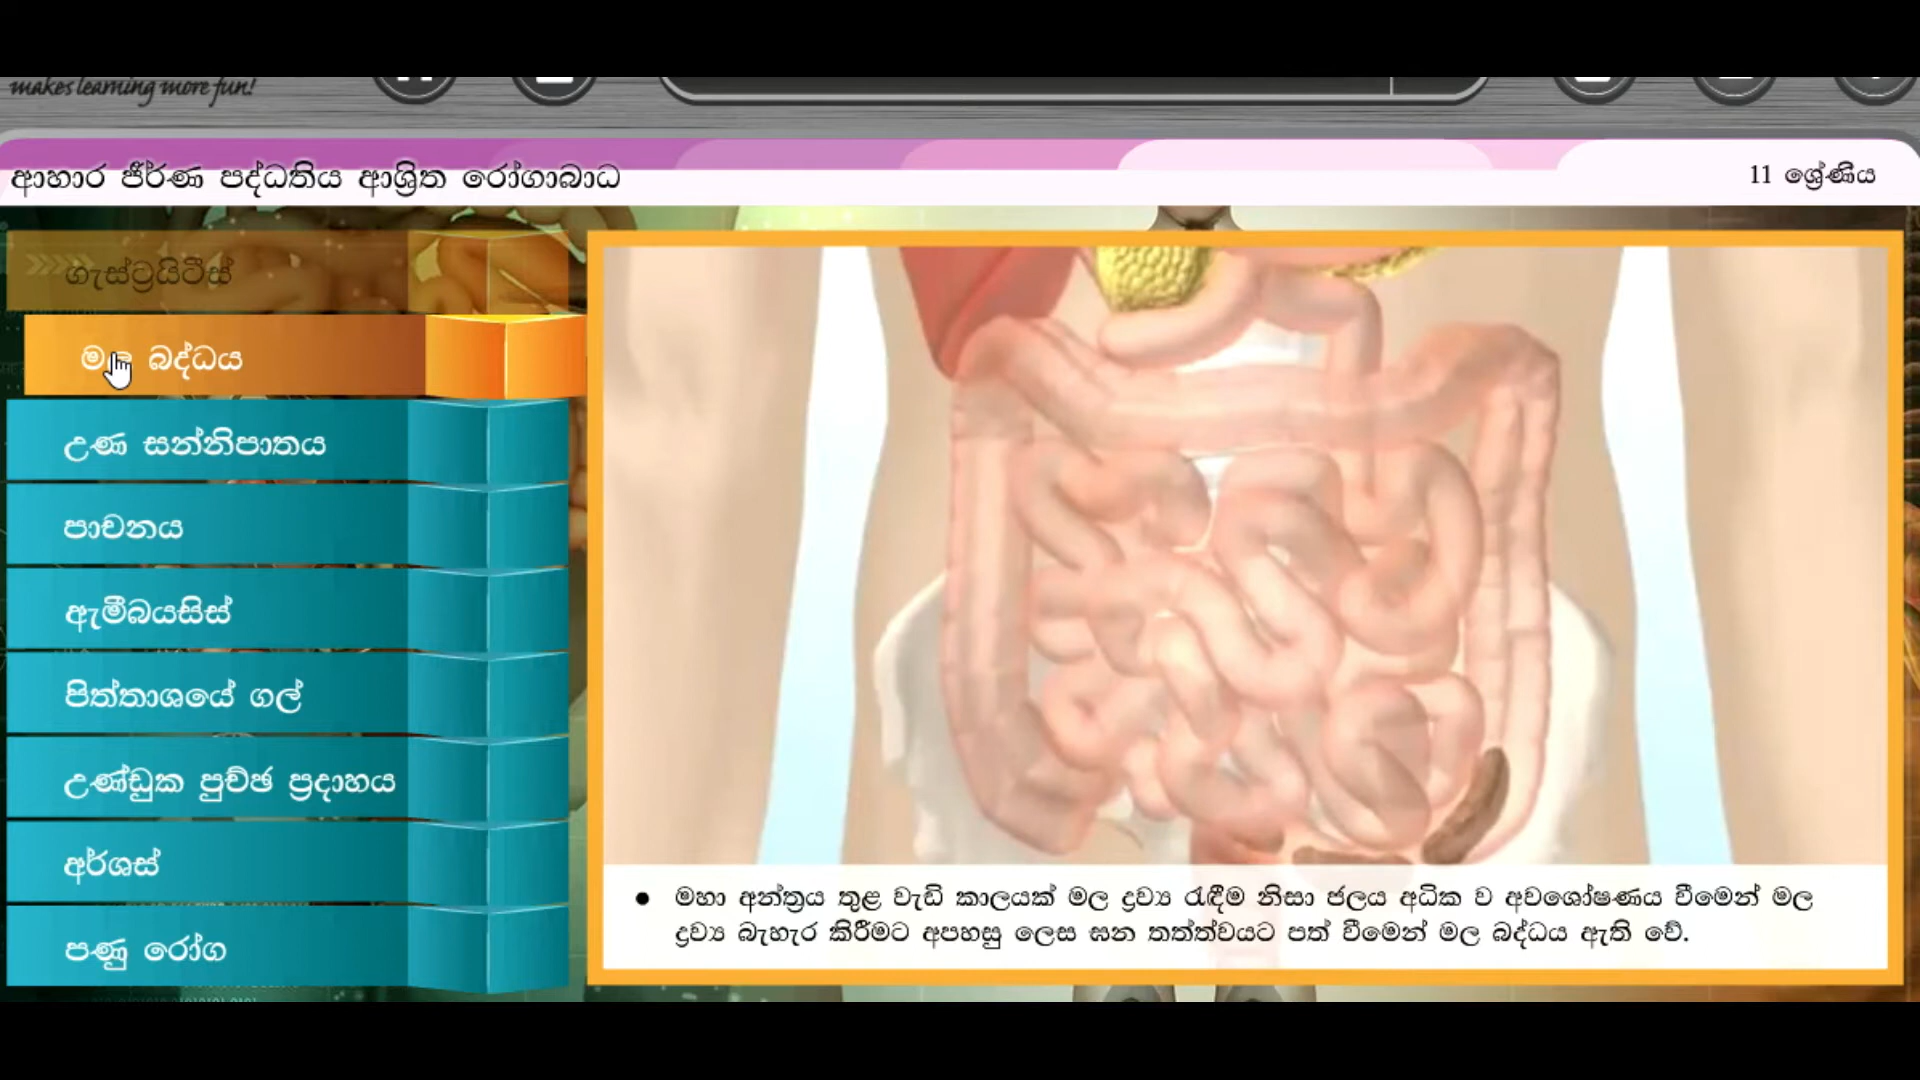 makes learning more fun!
ආහාර ජීර්ණ පද්ධතිය ආශ්‍රිත රෝගාබාධ
11 ශ්‍රේණිය
ගැස්ට්‍රයිටීස්
මල බද්ධය
උණ සන්නිපාතය
පාචනය
ඇමීබයසිස්
පිත්තාශයේ ගල්
උණ්ඩුක පුච්ඡ ප්‍රදාහය
අර්ශස්
පණු රෝග
● මහා අන්ත්‍රය තුළ වැඩි කාලයක් මල ද්‍රව්‍ය රැඳීම නිසා ජලය අධික ව අවශෝෂණය වීමෙන් මල
ද්‍රව්‍ය බැහැර කිරීමට අපහසු ලෙස ඝන තත්ත්වයට පත් වීමෙන් මල බද්ධය ඇති වේ.